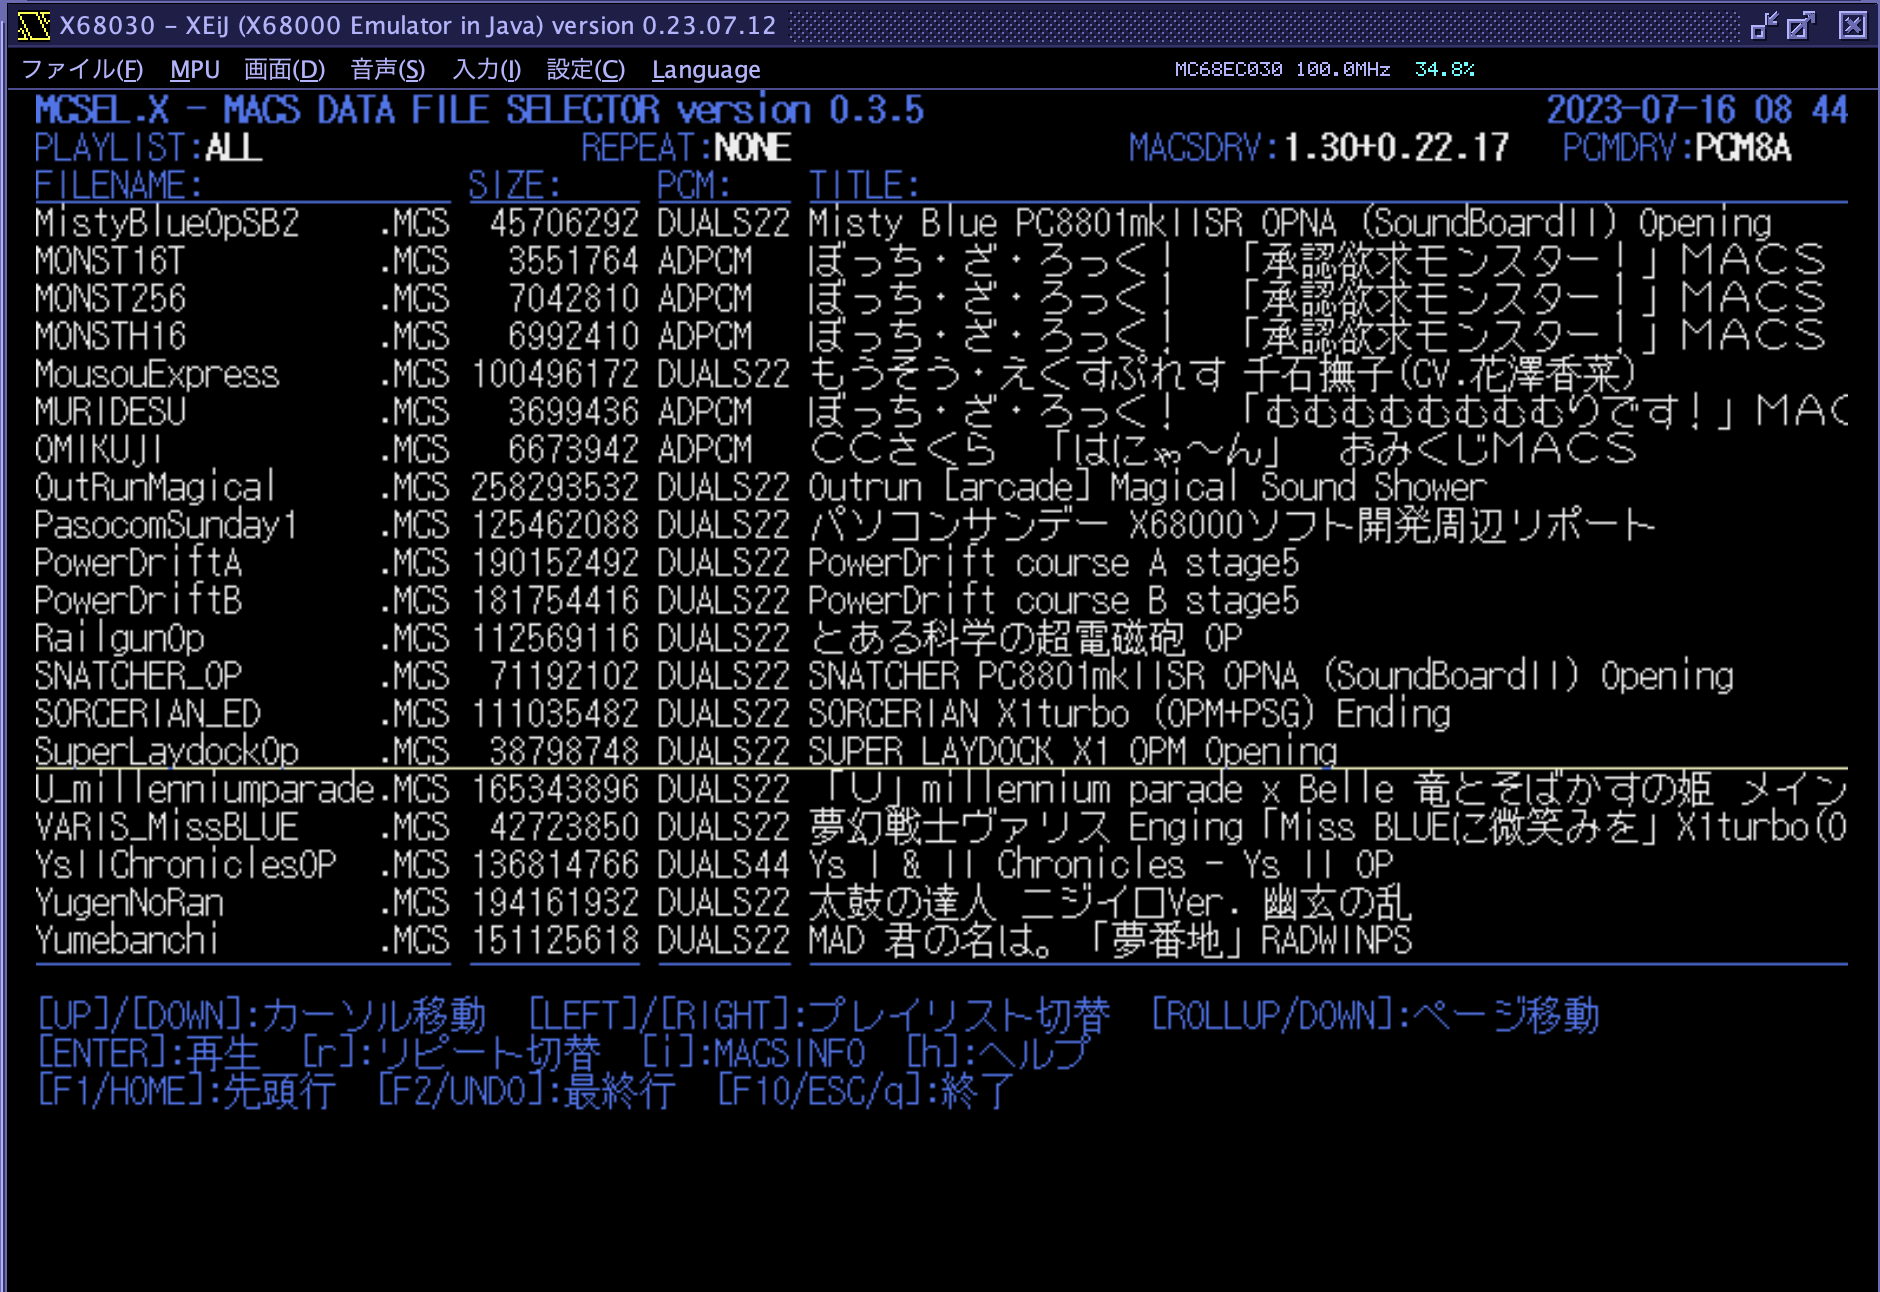 X68030 - XEiJ (X68000 Emulator in Java) version 0.23.07.12
ファイル(F) MPU 画面(D) 音声(S) 入力(I) 設定(C) Language MC68EC030 100.0MHz 34.8%
MCSEL.X - MACS DATA FILE SELECTOR version 0.3.5 2023-07-16 08 44
PLAYLIST:ALL REPEAT:NONE MACSDRV:1.30+0.22.17 PCMDRV:PCM8A
FILENAME: SIZE: PCM: TITLE:
MistyBlueOpSB2 .MCS 45706292 DUALS22 Misty Blue PC8801mkIISR OPNA (SoundBoardII) Opening
MONST16T .MCS 3551764 ADPCM ぼっち・ざ・ろっく！ 「承認欲求モンスター！」ＭＡＣＳ
MONST256 .MCS 7042810 ADPCM ぼっち・ざ・ろっく！ 「承認欲求モンスター！」ＭＡＣＳ
MONSTH16 .MCS 6992410 ADPCM ぼっち・ざ・ろっく！ 「承認欲求モンスター！」ＭＡＣＳ
MousouExpress .MCS 100496172 DUALS22 もうそう・えくすぷれす 千石撫子(CV.花澤香菜)
MURIDESU .MCS 3699436 ADPCM ぼっち・ざ・ろっく！ 「むむむむむむむむりです！」ＭＡＣ
OMIKUJI .MCS 6673942 ADPCM ＣＣさくら 「はにゃ～ん」 おみくじＭＡＣＳ
OutRunMagical .MCS 258293532 DUALS22 Outrun [arcade] Magical Sound Shower
PasocomSunday1 .MCS 125462088 DUALS22 パソコンサンデー X68000ソフト開発周辺リポート
PowerDriftA .MCS 190152492 DUALS22 PowerDrift course A stage5
PowerDriftB .MCS 181754416 DUALS22 PowerDrift course B stage5
RailgunOp .MCS 112569116 DUALS22 とある科学の超電磁砲 OP
SNATCHER_OP .MCS 71192102 DUALS22 SNATCHER PC8801mkIISR OPNA (SoundBoardII) Opening
SORCERIAN_ED .MCS 111035482 DUALS22 SORCERIAN X1turbo (OPM+PSG) Ending
SuperLaydockOp .MCS 38798748 DUALS22 SUPER LAYDOCK X1 OPM Opening
U_millenniumparade.MCS 165343896 DUALS22 「U」millennium parade x Belle 竜とそばかすの姫 メイン
VARIS_MissBLUE .MCS 42723850 DUALS22 夢幻戦士ヴァリス Enging「Miss BLUEに微笑みを」X1turbo(O
YsIIChroniclesOP .MCS 136814766 DUALS44 Ys I & II Chronicles - Ys II OP
YugenNoRan .MCS 194161932 DUALS22 太鼓の達人 ニジイロVer. 幽玄の乱
Yumebanchi .MCS 151125618 DUALS22 MAD 君の名は。「夢番地」RADWINPS
[UP]/[DOWN]:カーソル移動 [LEFT]/[RIGHT]:プレイリスト切替 [ROLLUP/DOWN]:ページ移動
[ENTER]:再生 [r]:リピート切替 [i]:MACSINFO [h]:ヘルプ
[F1/HOME]:先頭行 [F2/UNDO]:最終行 [F10/ESC/q]:終了